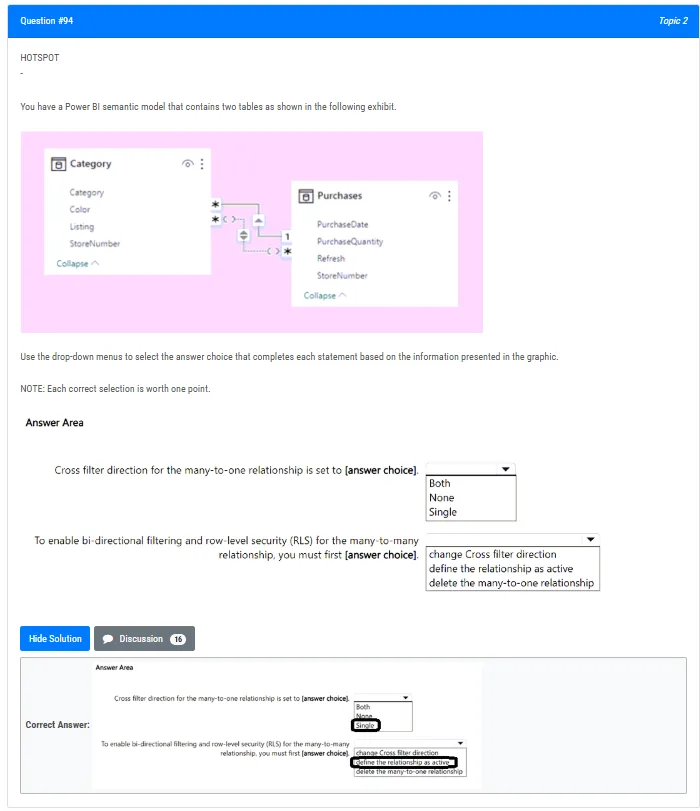 Question #94
Topic 2
HOTSPOT
-
You have a Power BI semantic model that contains two tables as shown in the following exhibit.
Category
Category
Color
Listing
StoreNumber
Collapse
*
*
1
*
Purchases
PurchaseDate
PurchaseQuantity
Refresh
StoreNumber
Collapse
Use the drop-down menus to select the answer choice that completes each statement based on the information presented in the graphic.
NOTE: Each correct selection is worth one point.
Answer Area
Cross filter direction for the many-to-one relationship is set to [answer choice].
Both
None
Single
To enable bi-directional filtering and row-level security (RLS) for the many-to-many
relationship, you must first [answer choice].
change Cross filter direction
define the relationship as active
delete the many-to-one relationship
Hide Solution
Discussion 16
Correct Answer:
Answer Area
Cross filter direction for the many-to-one relationship is set to [answer choice].
Both
None
Single
To enable bi-directional filtering and row-level security (RLS) for the many-to-many
relationship, you must first [answer choice].
change Cross filter direction
define the relationship as active
delete the many-to-one relationship